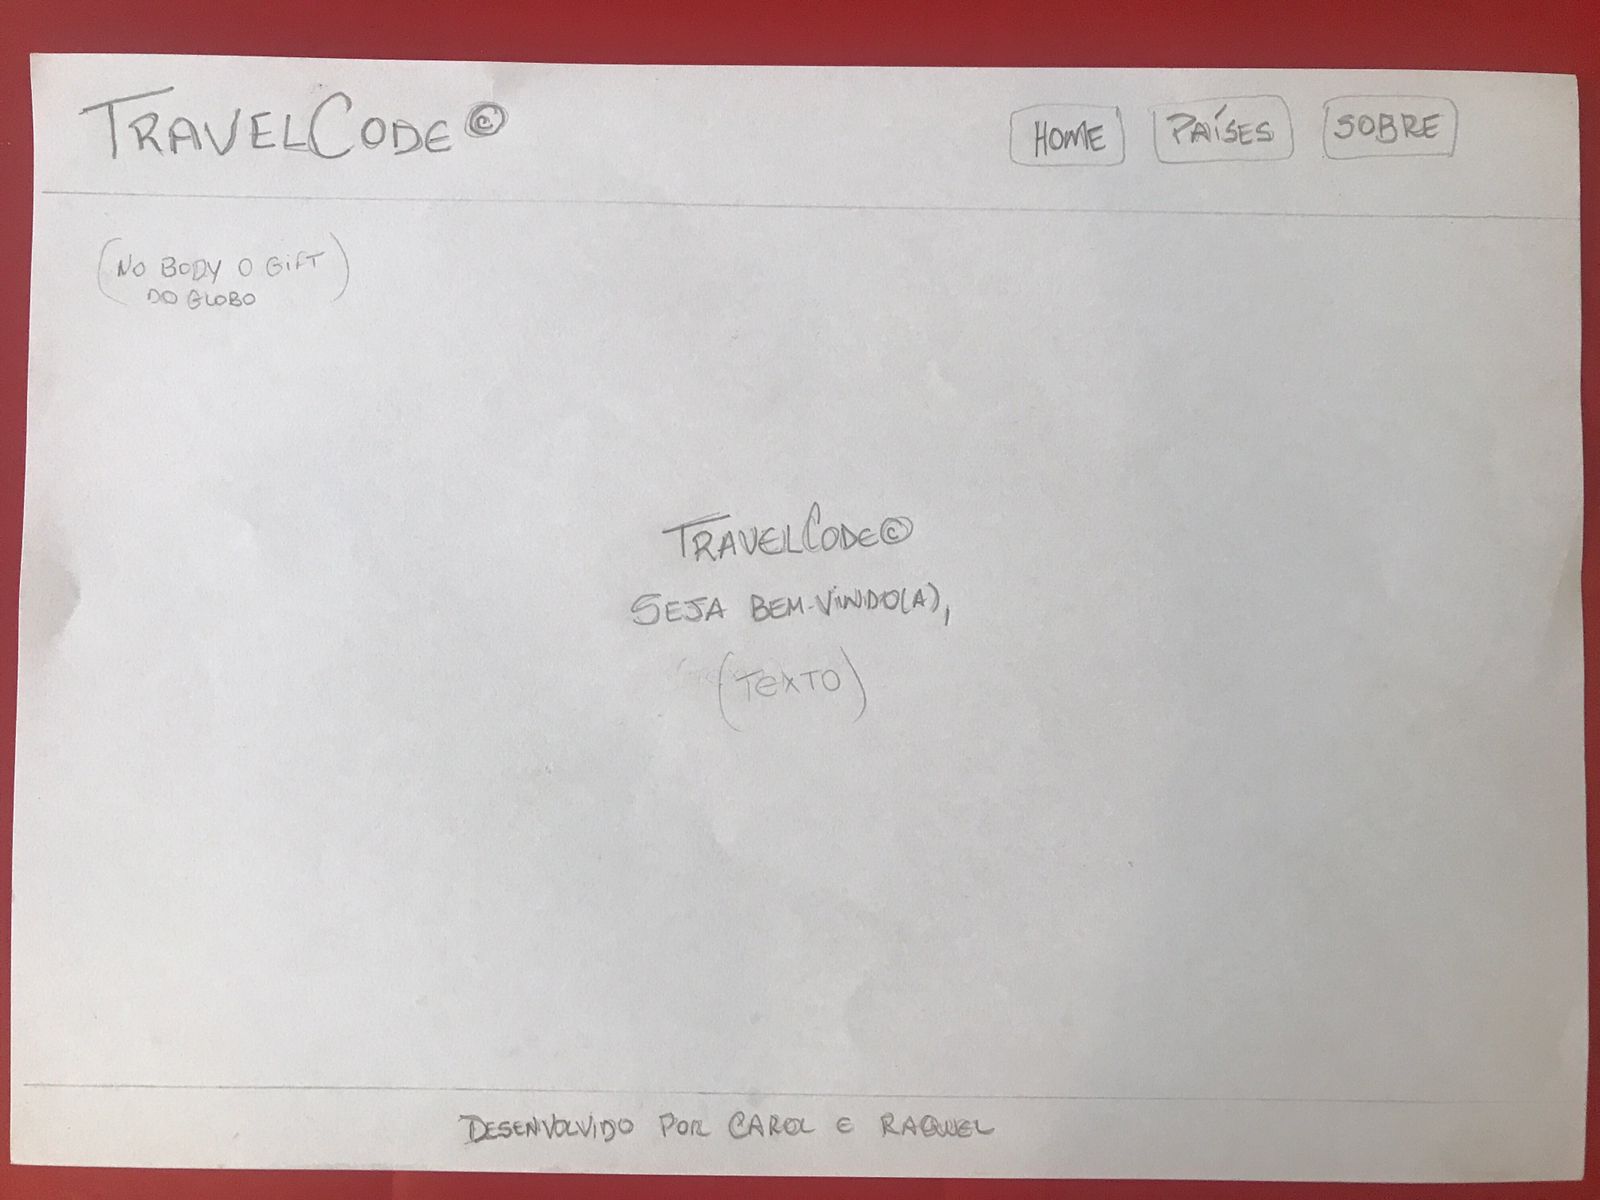 TRAVELCODE©
HOME PAÍSES SOBRE
(NO BODY O GIFT
DO GLOBO)
TRAVELCODE©
SEJA BEM-VINDO(A),
(TEXTO)
DESENVOLVIDO POR CAROL E RAQUEL